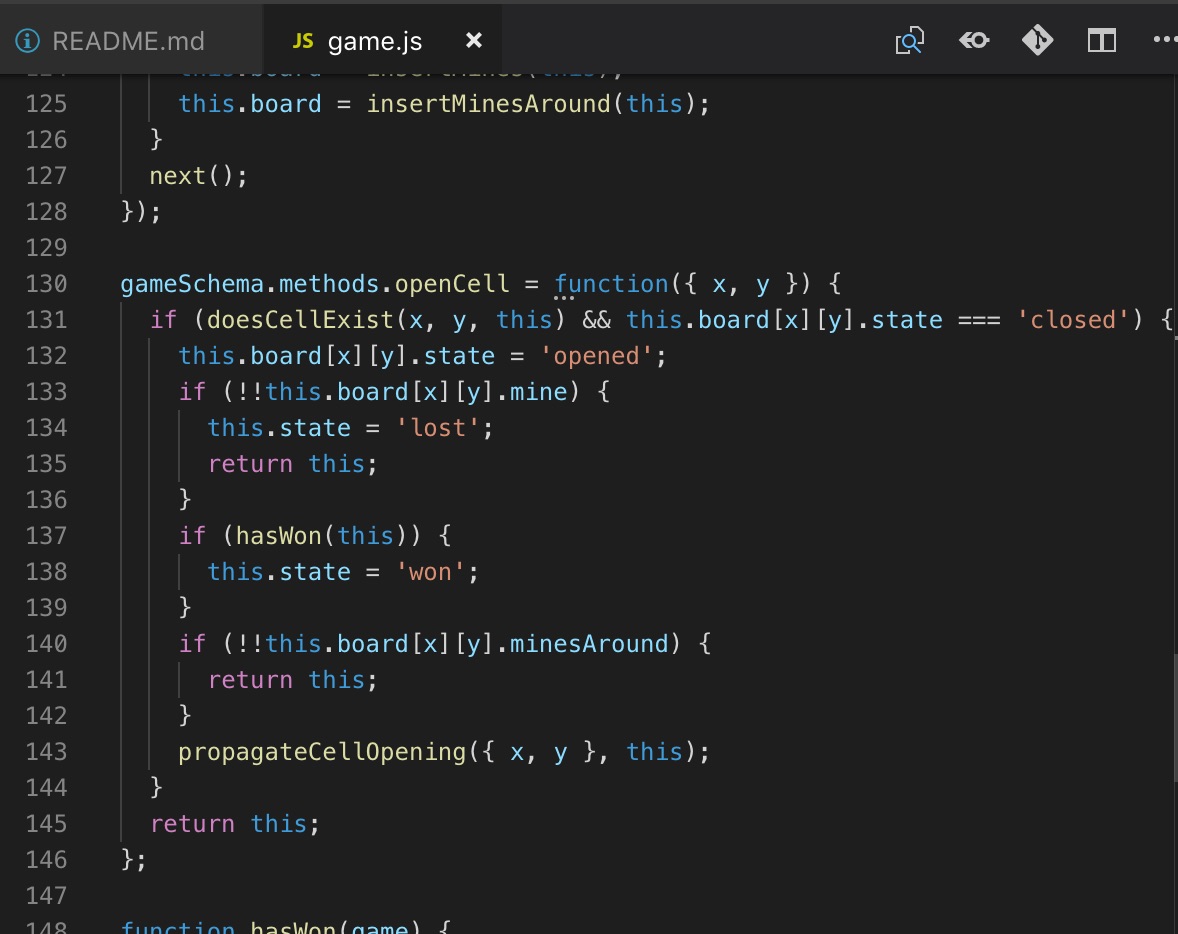 README.md
JS game.js ×
124 this.board = insertMines(this);
125 this.board = insertMinesAround(this);
126 }
127 next();
128 });
129
130 gameSchema.methods.openCell = function({ x, y }) {
131 if (doesCellExist(x, y, this) && this.board[x][y].state === 'closed') {
132 this.board[x][y].state = 'opened';
133 if (!!this.board[x][y].mine) {
134 this.state = 'lost';
135 return this;
136 }
137 if (hasWon(this)) {
138 this.state = 'won';
139 }
140 if (!!this.board[x][y].minesAround) {
141 return this;
142 }
143 propagateCellOpening({ x, y }, this);
144 }
145 return this;
146 };
147
148 function hasWon(game) {